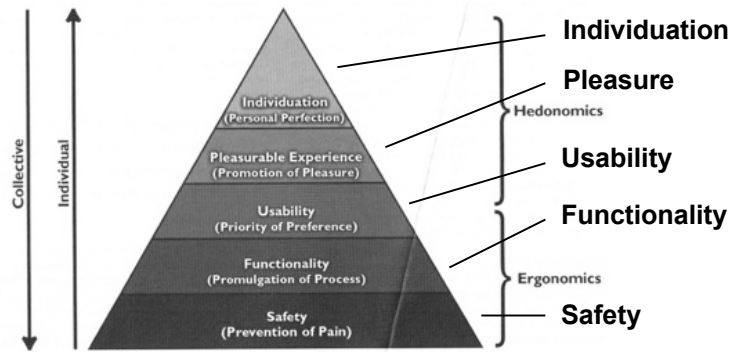 Collective
Individual
Individuation
(Personal Perfection)
Pleasurable Experience
(Promotion of Pleasure)
Usability
(Priority of Preference)
Functionality
(Promulgation of Process)
Safety
(Prevention of Pain)
Hedonomics
Ergonomics
Individuation
Pleasure
Usability
Functionality
Safety